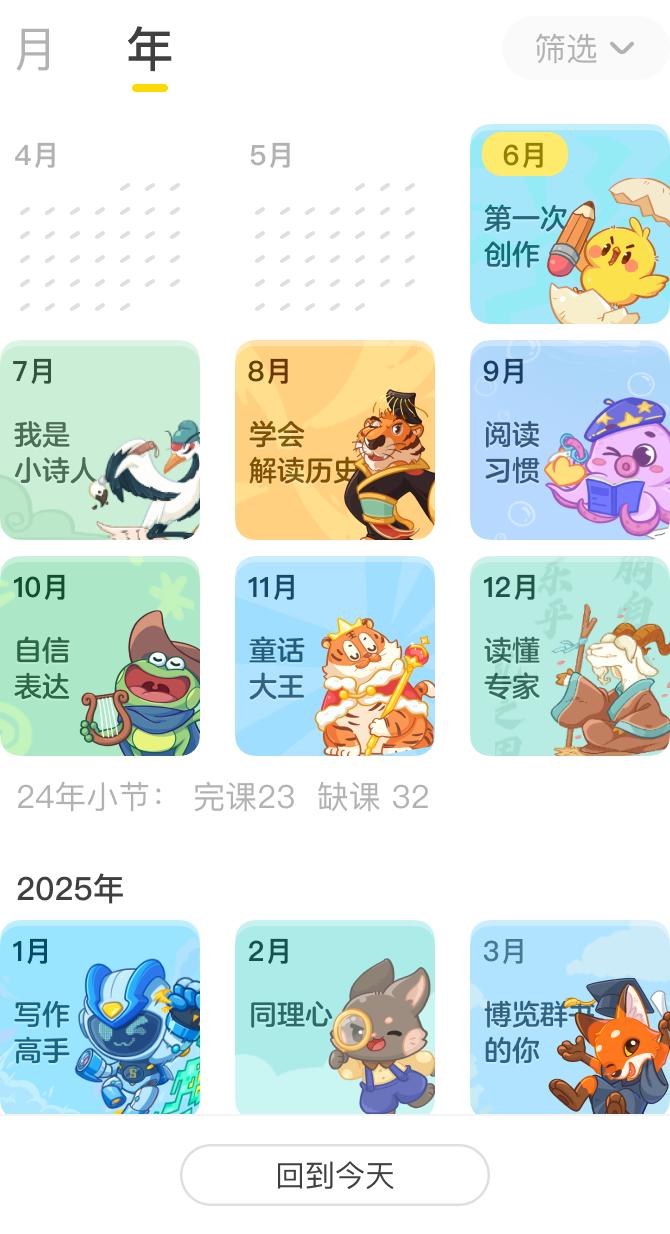 月 年 筛选
4月 5月 6月
第一次
创作
7月 8月 9月
我是 学会 阅读
小诗人 解读历史 习惯
10月 11月 12月
自信 童话 读懂
表达 大王 专家
24年小节： 完课23 缺课 32
2025年
1月 2月 3月
写作 同理心 博览群书
高手 的你
回到今天